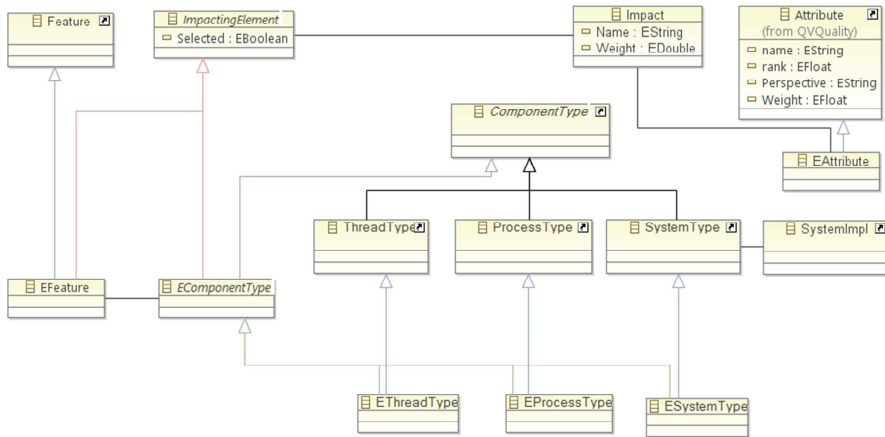 Feature
ImpactingElement
Selected : EBoolean
Impact
Name : EString
Weight : EDouble
Attribute
(from QVQuality)
name : EString
rank : EFloat
Perspective : EString
Weight : EFloat
ComponentType
EAttribute
ThreadType
ProcessType
SystemType
SystemImpl
EFeature
EComponentType
EThreadType
EProcessType
ESystemType